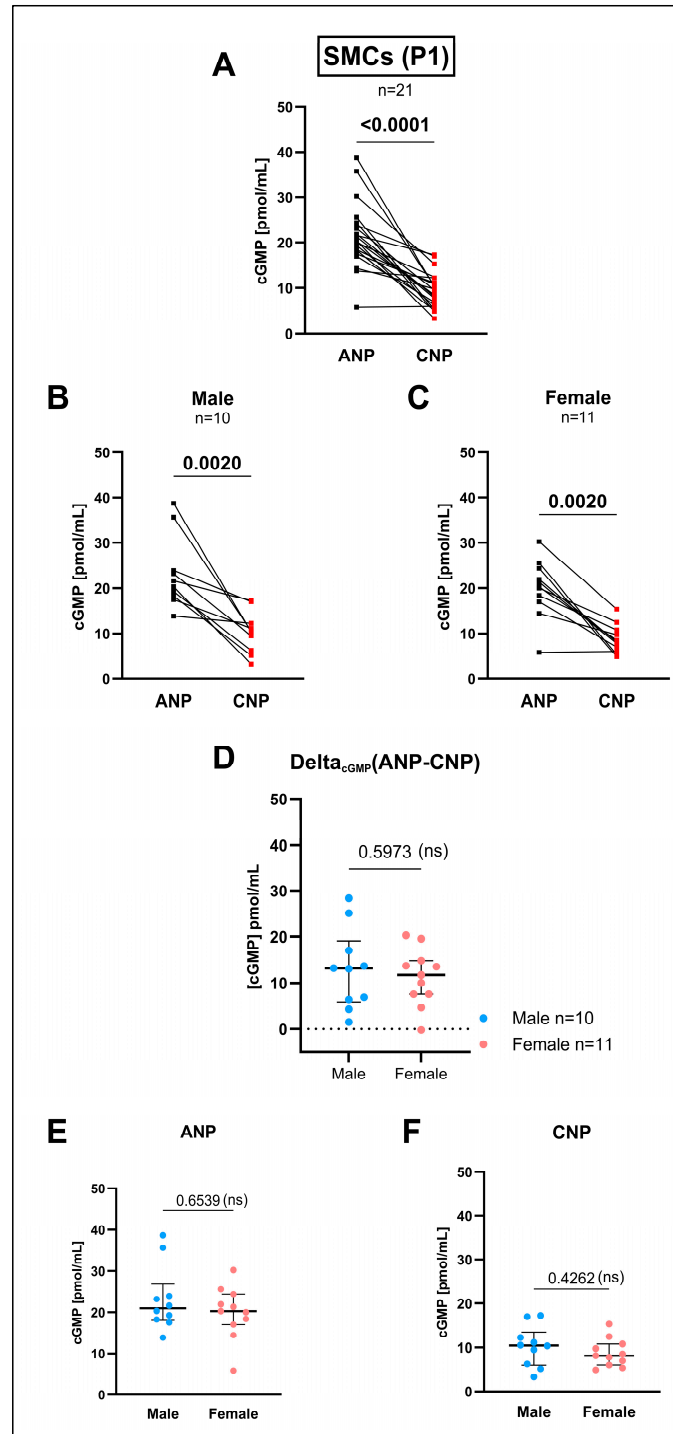 A
SMCs (P1)
n=21
<0.0001
cGMP [pmol/mL]
50
40
30
20
10
0
ANP CNP
B
Male
n=10
0.0020
cGMP [pmol/mL]
50
40
30
20
10
0
ANP CNP
C
Female
n=11
0.0020
cGMP [pmol/mL]
50
40
30
20
10
0
ANP CNP
D
DeltacGMP(ANP-CNP)
0.5973 (ns)
[cGMP] pmol/mL
50
40
30
20
10
0
Male Female
Male n=10
Female n=11
E
ANP
0.6539 (ns)
cGMP [pmol/mL]
50
40
30
20
10
0
Male Female
F
CNP
0.4262 (ns)
cGMP [pmol/mL]
50
40
30
20
10
0
Male Female